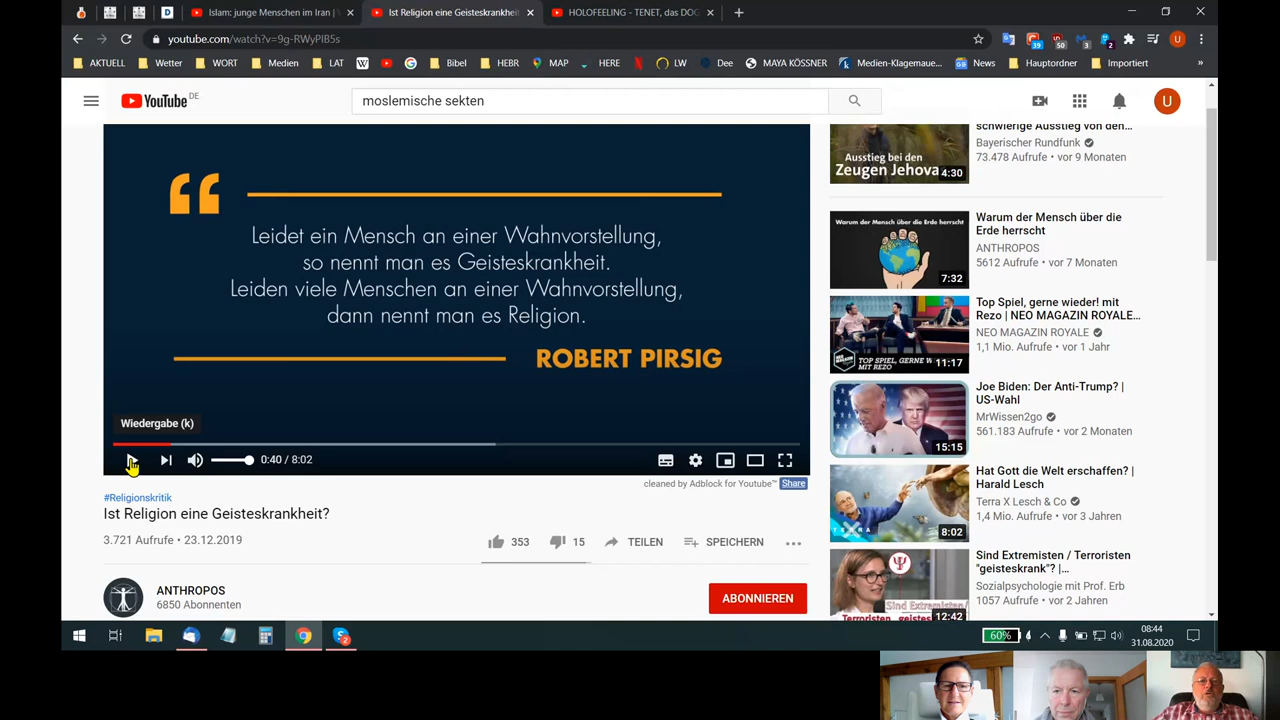 Islam: junge Menschen im Iran | 
Ist Religion eine Geisteskrankheit
HOLOFEELING - TENET, das DOG
youtube.com/watch?v=9g-RWyPlB5s
39
50
3
2
U
AKTUELL
Wetter
WORT
Medien
LAT
W
Bibel
HEBR
MAP
HERE
LW
Dee
MAYA KÖSSNER
Medien-Klagemaue...
News
Hauptordner
Importiert
»
YouTube DE
moslemische sekten
U
“
Leidet ein Mensch an einer Wahnvorstellung,
so nennt man es Geisteskrankheit.
Leiden viele Menschen an einer Wahnvorstellung,
dann nennt man es Religion.
ROBERT PIRSIG
Wiedergabe (k)
0:40 / 8:02
cleaned by Adblock for Youtube™ Share
#Religionskritik
Ist Religion eine Geisteskrankheit?
3.721 Aufrufe • 23.12.2019
353
15
TEILEN
SPEICHERN
ANTHROPOS
6850 Abonnenten
ABONNIEREN
Ausstieg bei den
Zeugen Jehova
4:30
schwierige Ausstieg von den...
Bayerischer Rundfunk
73.478 Aufrufe • vor 9 Monaten
Warum der Mensch über die Erde herrscht
7:32
Warum der Mensch über die
Erde herrscht
ANTHROPOS
5612 Aufrufe • vor 7 Monaten
TOP SPIEL, GERNE W
MIT REZO
11:17
Top Spiel, gerne wieder! mit
Rezo | NEO MAGAZIN ROYALE...
NEO MAGAZIN ROYALE
1,1 Mio. Aufrufe • vor 1 Jahr
15:15
Joe Biden: Der Anti-Trump? |
US-Wahl
MrWissen2go
561.183 Aufrufe • vor 2 Monaten
TERRA X
8:02
Hat Gott die Welt erschaffen? |
Harald Lesch
Terra X Lesch & Co
1,4 Mio. Aufrufe • vor 3 Jahren
Sind Extremisten/
Terroristen
12:42
Sind Extremisten / Terroristen
"geisteskrank"? |...
Sozialpsychologie mit Prof. Erb
1057 Aufrufe • vor 2 Jahren
2
60%
08:44
31.08.2020